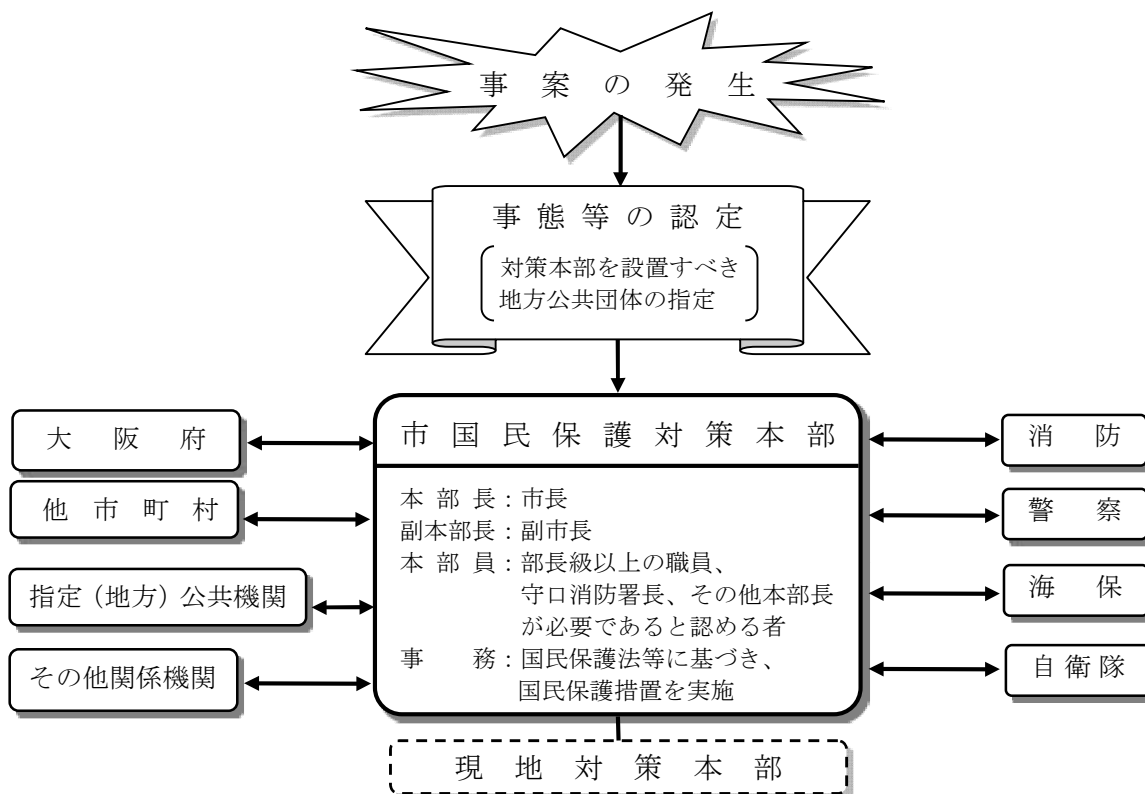 事案の発生
事態等の認定
対策本部を設置すべき
地方公共団体の指定
市国民保護対策本部
本部長：市長
副本部長：副市長
本部員：部長級以上の職員、
守口消防署長、その他本部長
が必要であると認める者
事務：国民保護法等に基づき、
国民保護措置を実施
大阪府
他市町村
指定（地方）公共機関
その他関係機関
消防
警察
海保
自衛隊
現地対策本部